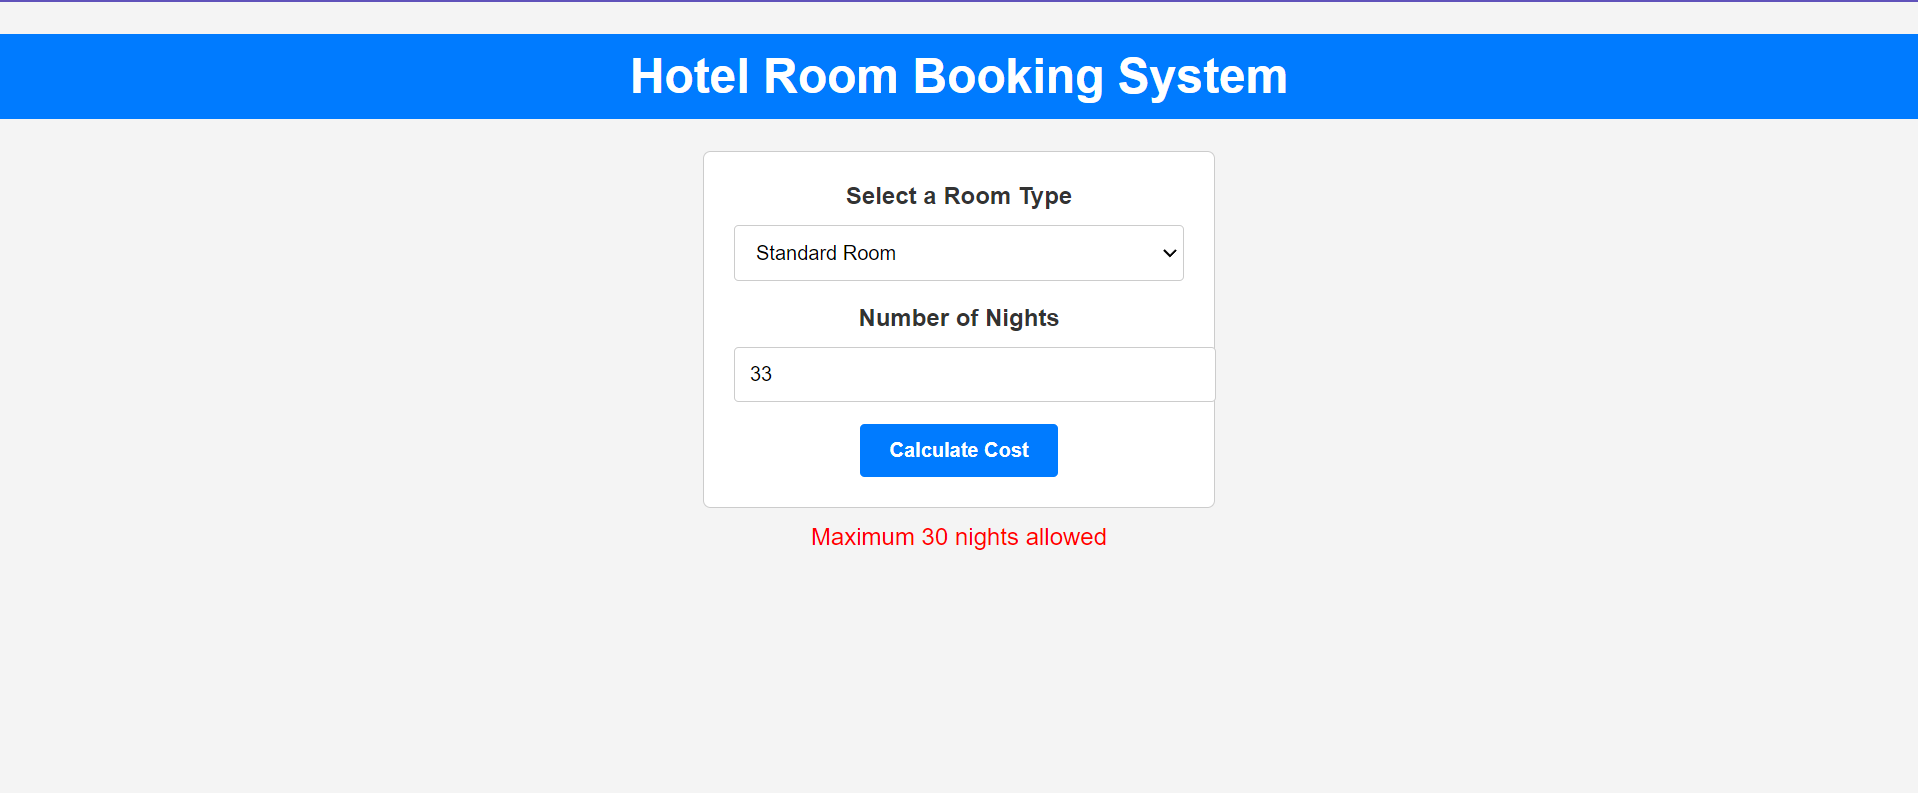 Hotel Room Booking System
Select a Room Type
Standard Room
Number of Nights
33
Calculate Cost
Maximum 30 nights allowed